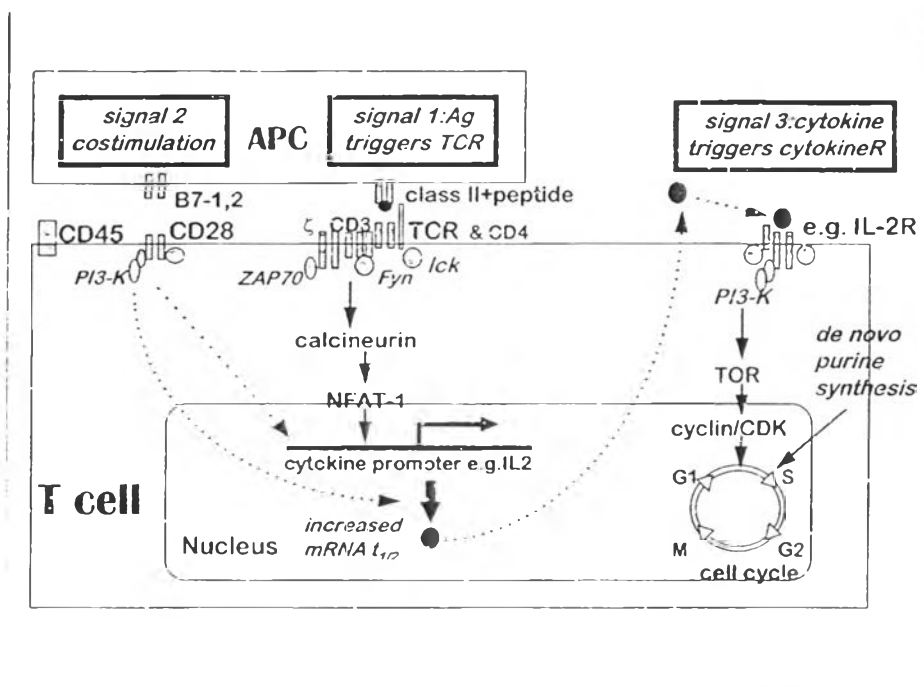 signal 2
costimulation
APC
signal 1:Ag
triggers TCR
signal 3:cytokine
triggers cytokineR
B7-1,2
class II+peptide
CD45
CD28
ζ
CD3
TCR & CD4
e.g. IL-2R
PI3-K
ZAP70
Fyn
lck
PI3-K
calcineurin
de novo
purine
synthesis
TOR
NFAT-1
cyclin/CDK
cytokine promoter e.g.IL2
G1
S
T cell
increased
mRNA t1/2
Nucleus
M
G2
cell cycle